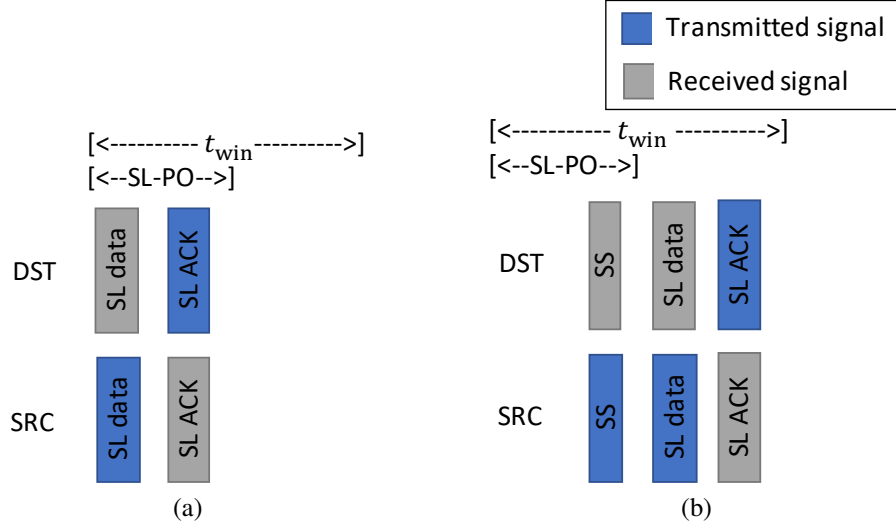 Transmitted signal
Received signal
[<---------- t_win ----------->]
[<--SL-PO-->]
DST
SL data
SL ACK
SRC
SL data
SL ACK
(a)
[<----------- t_win --------->]
[<--SL-PO-->]
DST
SS
SL data
SL ACK
SRC
SS
SL data
SL ACK
(b)